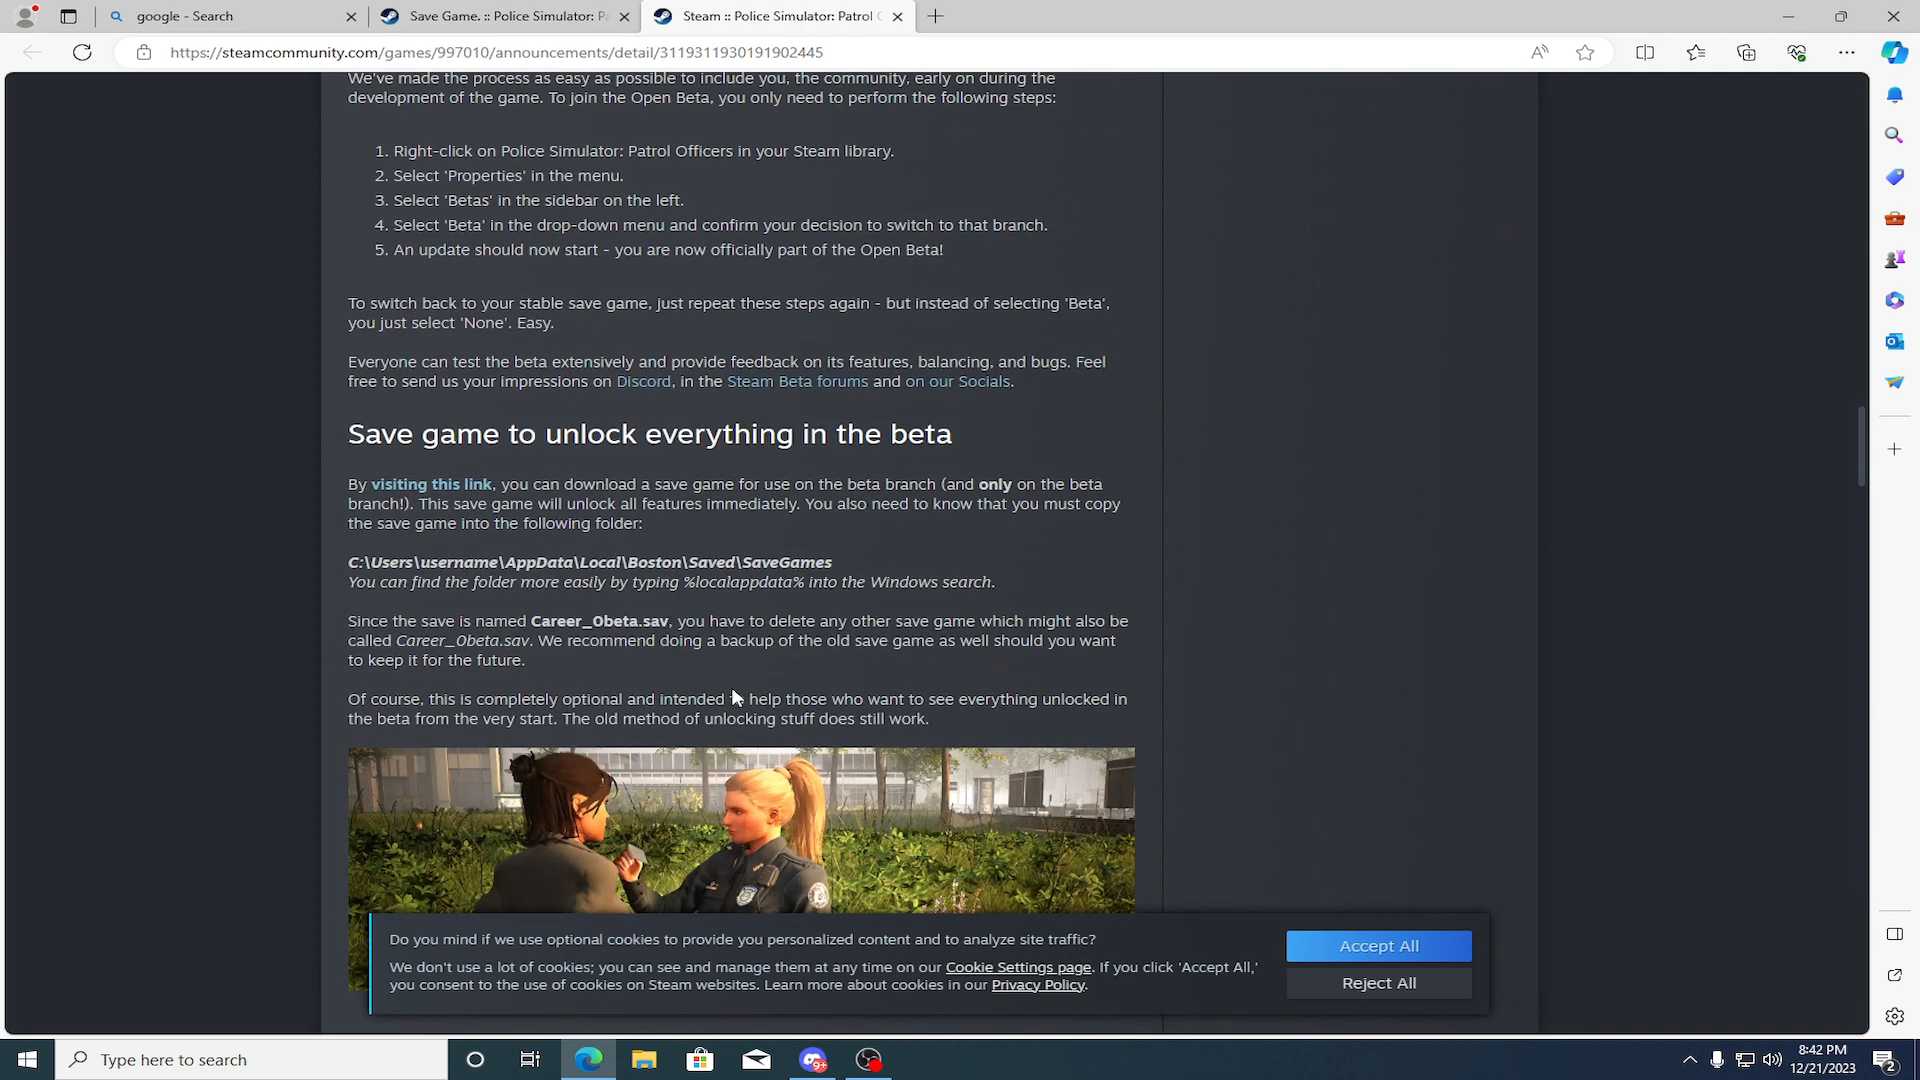 google - Search
Save Game. :: Police Simulator: Pa
Steam :: Police Simulator: Patrol O
https://steamcommunity.com/games/997010/announcements/detail/3119311930191902445
We've made the process as easy as possible to include you, the community, early on during the
development of the game. To join the Open Beta, you only need to perform the following steps:
1. Right-click on Police Simulator: Patrol Officers in your Steam library.
2. Select 'Properties' in the menu.
3. Select 'Betas' in the sidebar on the left.
4. Select 'Beta' in the drop-down menu and confirm your decision to switch to that branch.
5. An update should now start - you are now officially part of the Open Beta!
To switch back to your stable save game, just repeat these steps again - but instead of selecting 'Beta',
you just select 'None'. Easy.
Everyone can test the beta extensively and provide feedback on its features, balancing, and bugs. Feel
free to send us your impressions on Discord, in the Steam Beta forums and on our Socials.
Save game to unlock everything in the beta
By visiting this link, you can download a save game for use on the beta branch (and only on the beta
branch!). This save game will unlock all features immediately. You also need to know that you must copy
the save game into the following folder:
C:\Users\username\AppData\Local\Boston\Saved\SaveGames
You can find the folder more easily by typing %localappdata% into the Windows search.
Since the save is named Career_0beta.sav, you have to delete any other save game which might also be
called Career_0beta.sav. We recommend doing a backup of the old save game as well should you want
to keep it for the future.
Of course, this is completely optional and intended to help those who want to see everything unlocked in
the beta from the very start. The old method of unlocking stuff does still work.
Do you mind if we use optional cookies to provide you personalized content and to analyze site traffic?
We don't use a lot of cookies; you can see and manage them at any time on our Cookie Settings page. If you click 'Accept All,'
you consent to the use of cookies on Steam websites. Learn more about cookies in our Privacy Policy.
Accept All
Reject All
Type here to search
9+
8:42 PM
12/21/2023
2